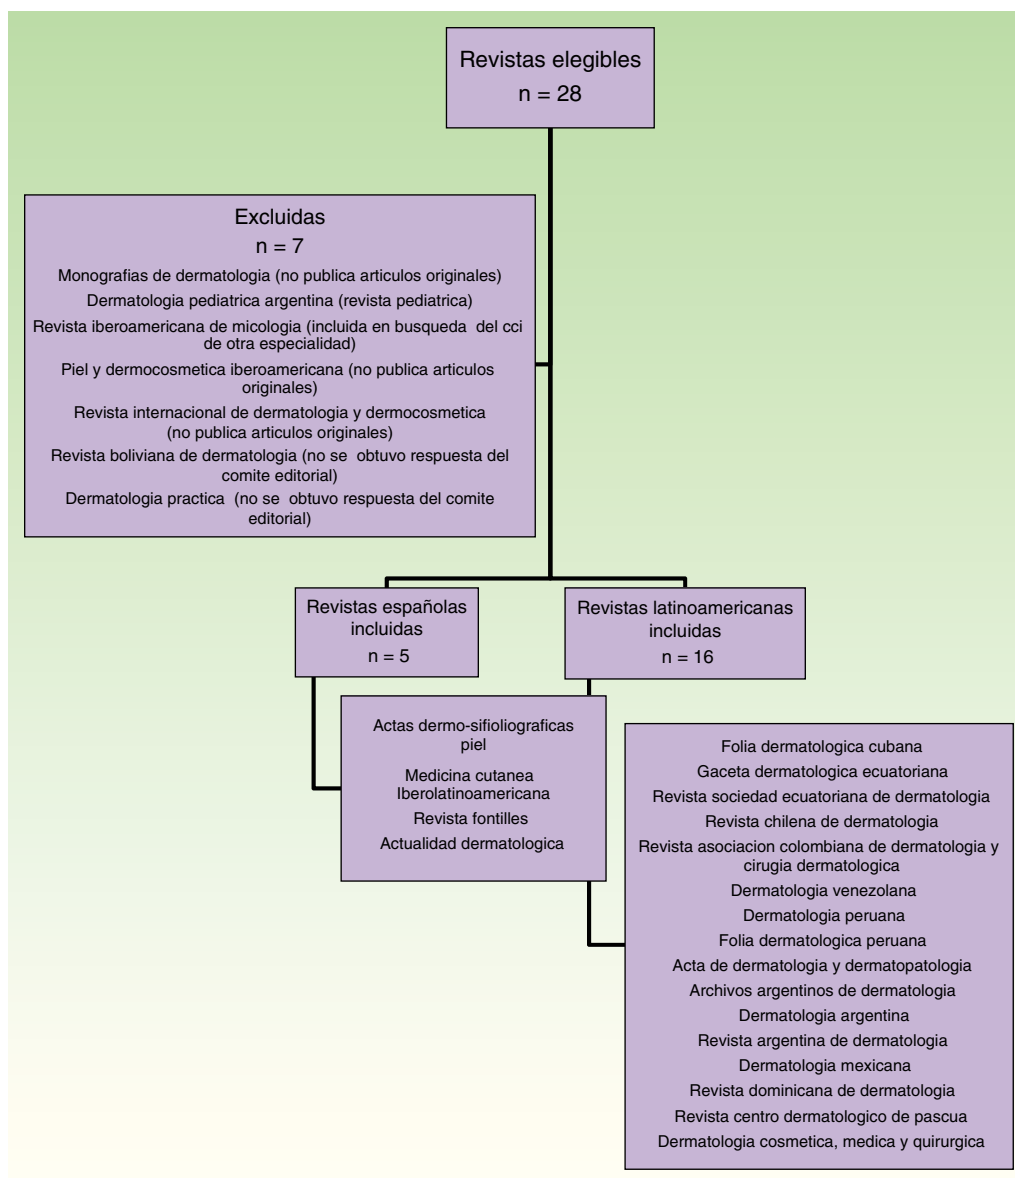 Revistas elegibles
n = 28
Excluidas
n = 7
Monografias de dermatologia (no publica articulos originales)
Dermatologia pediatrica argentina (revista pediatrica)
Revista iberoamericana de micologia (incluida en busqueda del cci
de otra especialidad)
Piel y dermocosmetica iberoamericana (no publica articulos
originales)
Revista internacional de dermatologia y dermocosmetica
(no publica articulos originales)
Revista boliviana de dermatologia (no se obtuvo respuesta del
comite editorial)
Dermatologia practica (no se obtuvo respuesta del comite
editorial)
Revistas españolas
incluidas
n = 5
Revistas latinoamericanas
incluidas
n = 16
Actas dermo-sifioliograficas
piel
Medicina cutanea
Iberolatinoamericana
Revista fontilles
Actualidad dermatologica
Folia dermatologica cubana
Gaceta dermatologica ecuatoriana
Revista sociedad ecuatoriana de dermatologia
Revista chilena de dermatologia
Revista asociacion colombiana de dermatologia y
cirugia dermatologica
Dermatologia venezolana
Dermatologia peruana
Folia dermatologica peruana
Acta de dermatologia y dermatopatologia
Archivos argentinos de dermatologia
Dermatologia argentina
Revista argentina de dermatologia
Dermatologia mexicana
Revista dominicana de dermatologia
Revista centro dermatologico de pascua
Dermatologia cosmetica, medica y quirurgica